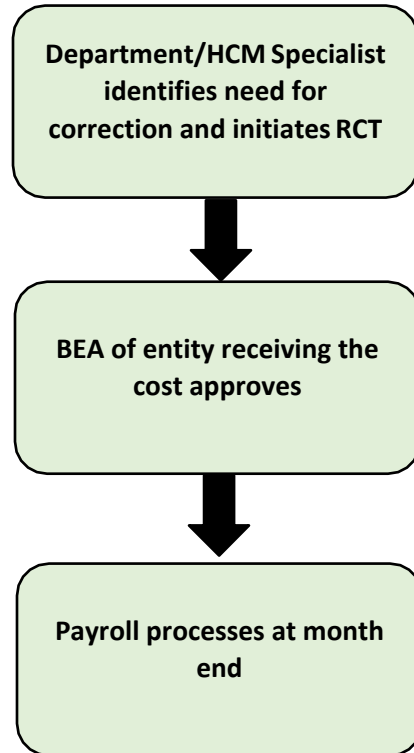 Department/HCM Specialist
identifies need for
correction and initiates RCT
BEA of entity receiving the
cost approves
Payroll processes at month
end